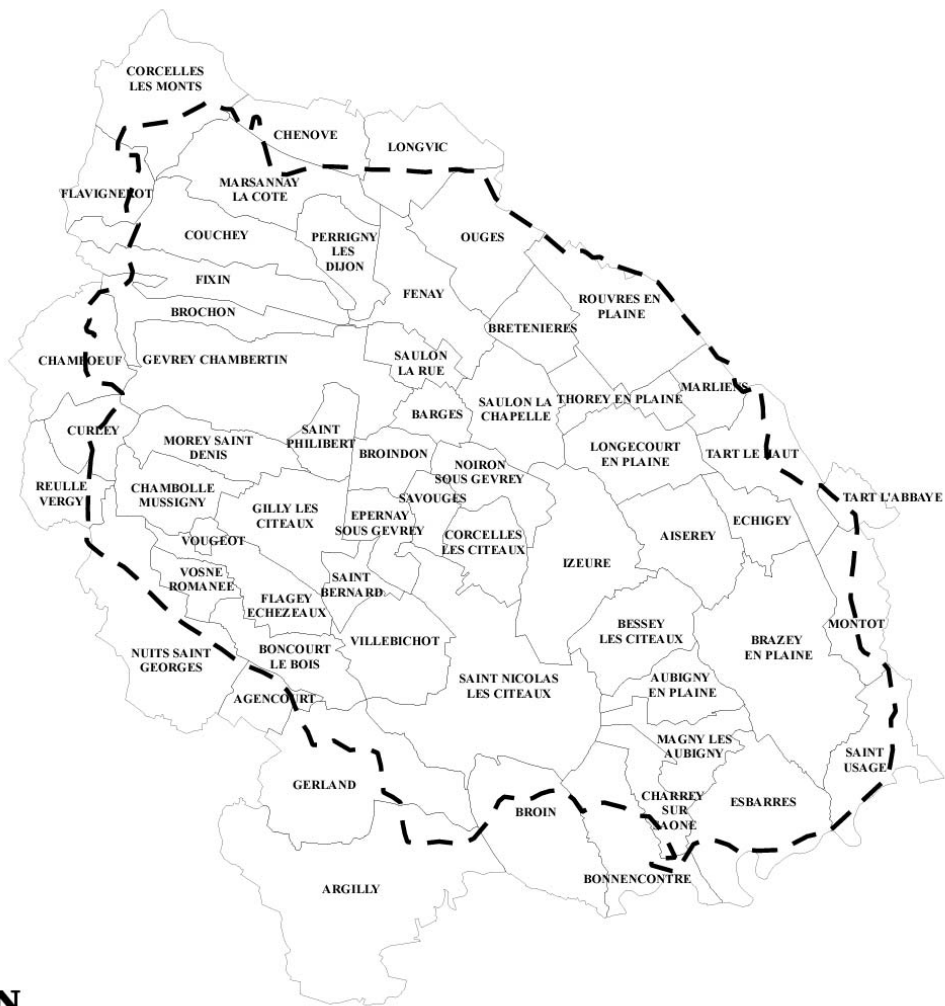 CORCELLES
LES MONTS
CHENOVE
LONGVIC
FLAVIGNEROT
MARSANNAY
LA COTE
COUCHEY
PERRIGNY
LES
DIJON
OUGES
FIXIN
FENAY
ROUVRES EN
PLAINE
BROCHON
BRETENIERES
CHAMBOEUF
GEVREY CHAMBERTIN
SAULON
LA RUE
MARLIENS
SAULON LA
CHAPELLE
THOREY EN PLAINE
BARGES
CURLEY
MOREY SAINT
DENIS
SAINT
PHILIBERT
BROINDON
LONGECOURT
EN PLAINE
TART LE HAUT
NOIRON
SOUS GEVREY
REULLE
VERGY
CHAMBOLLE
MUSSIGNY
SAVOUGES
TART L'ABBAYE
GILLY LES
CITEAUX
EPERNAY
SOUS GEVREY
ECHIGEY
CORCELLES
LES CITEAUX
AISEREY
VOUGEOT
IZEURE
VOSNE
ROMANEE
SAINT
BERNARD
FLAGEY
ECHEZEAUX
BESSEY
LES CITEAUX
MONTOT
VILLEBICHOT
BRAZEY
EN PLAINE
NUITS SAINT
GEORGES
BONCOURT
LE BOIS
SAINT NICOLAS
LES CITEAUX
AUBIGNY
EN PLAINE
AGENCOURT
MAGNY LES
AUBIGNY
SAINT
USAGE
GERLAND
CHARREY
SUR
SAONE
ESBARRES
BROIN
BONNENCONTRE
ARGILLY
N